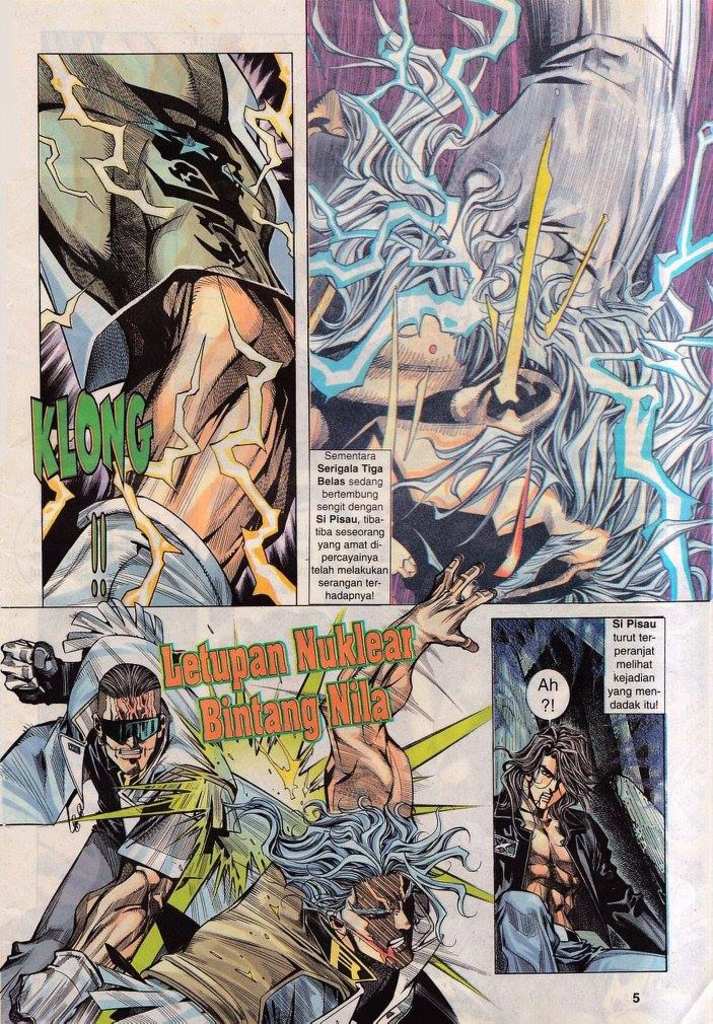 KLONG
!!
Sementara
Serigala Tiga
Belas sedang
bertembung
sengit dengan
Si Pisau, tiba-
tiba seseorang
yang amat di-
percayainya
telah melakukan
serangan ter-
hadapnya!
Letupan Nuklear
Bintang Nila
Si Pisau
turut ter-
peranjat
melihat
kejadian
yang men-
dadak itu!
Ah
?!
5